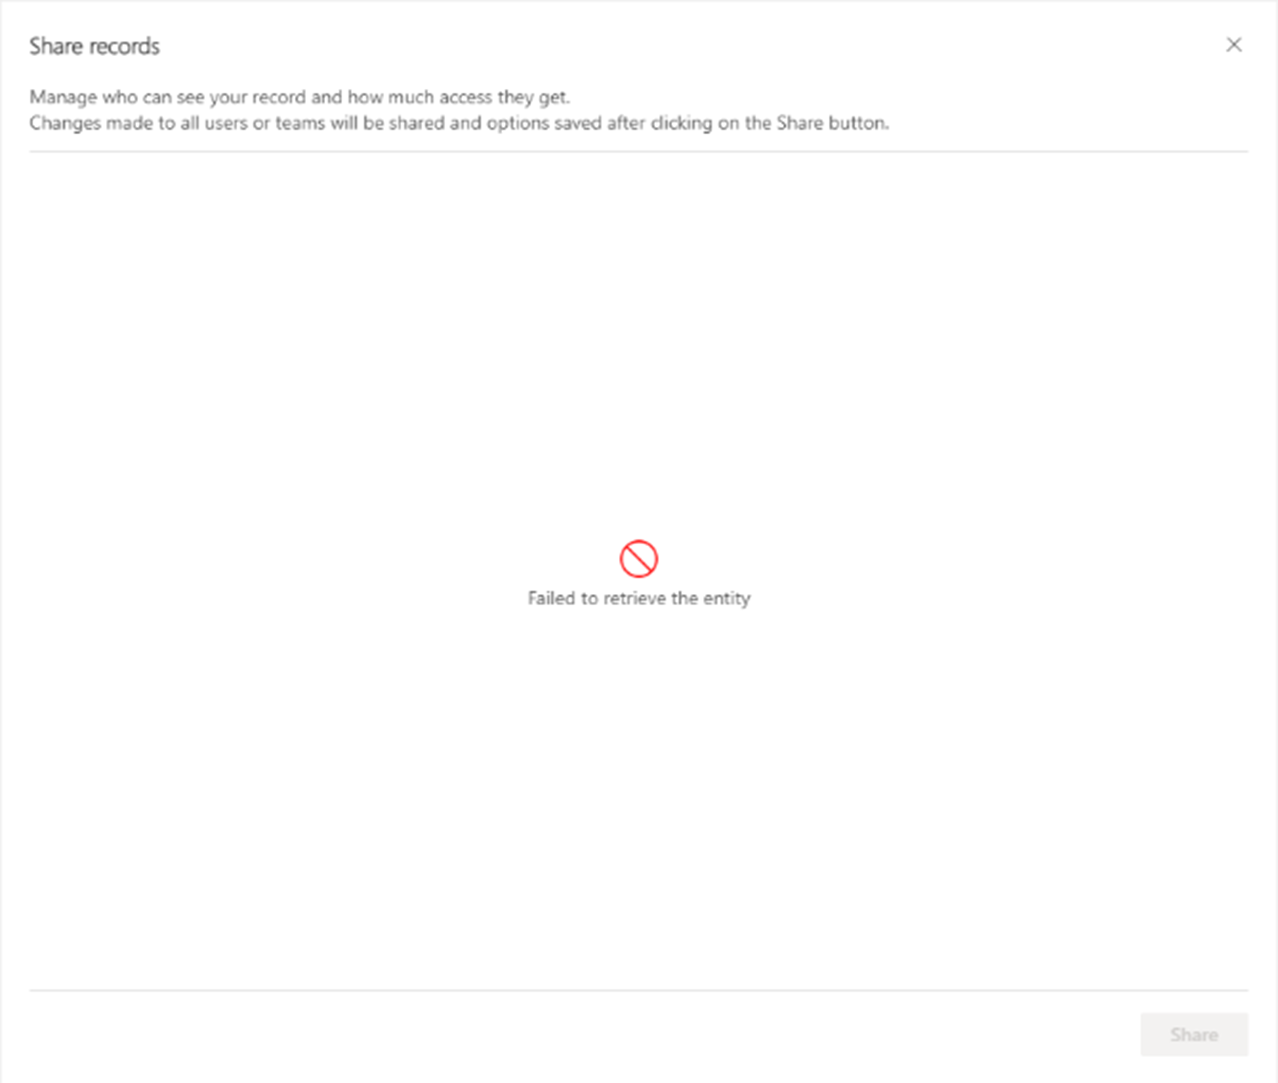 Share records
Manage who can see your record and how much access they get.
Changes made to all users or teams will be shared and options saved after clicking on the Share button.
Failed to retrieve the entity
Share